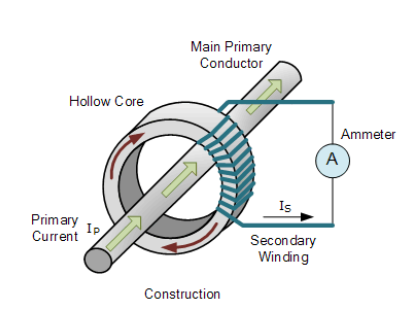 Main Primary
Conductor
Hollow Core
Ammeter
A
Primary
Current Ip
Is
Secondary
Winding
Construction